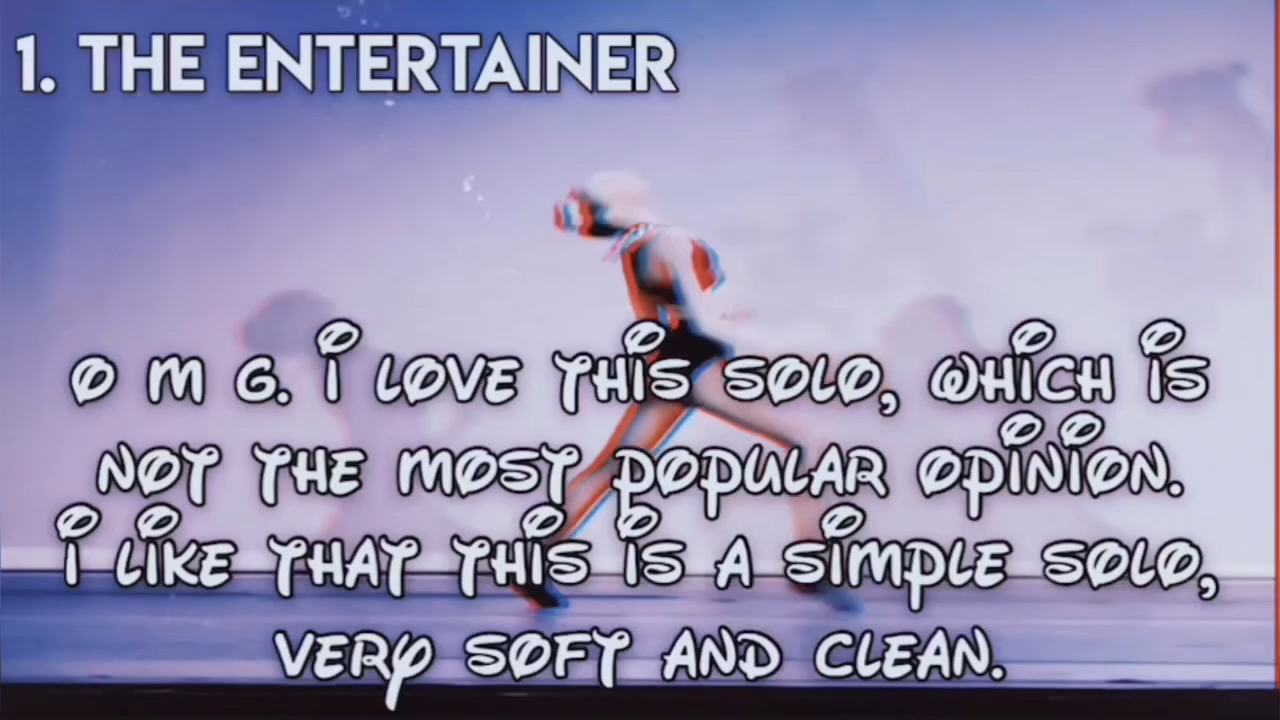 1. THE ENTERTAINER
O M G. I LOVE THIS SOLO, WHICH IS
NOT THE MOST POPULAR OPINION.
I LIKE THAT THIS IS A SIMPLE SOLO,
VERY SOFT AND CLEAN.